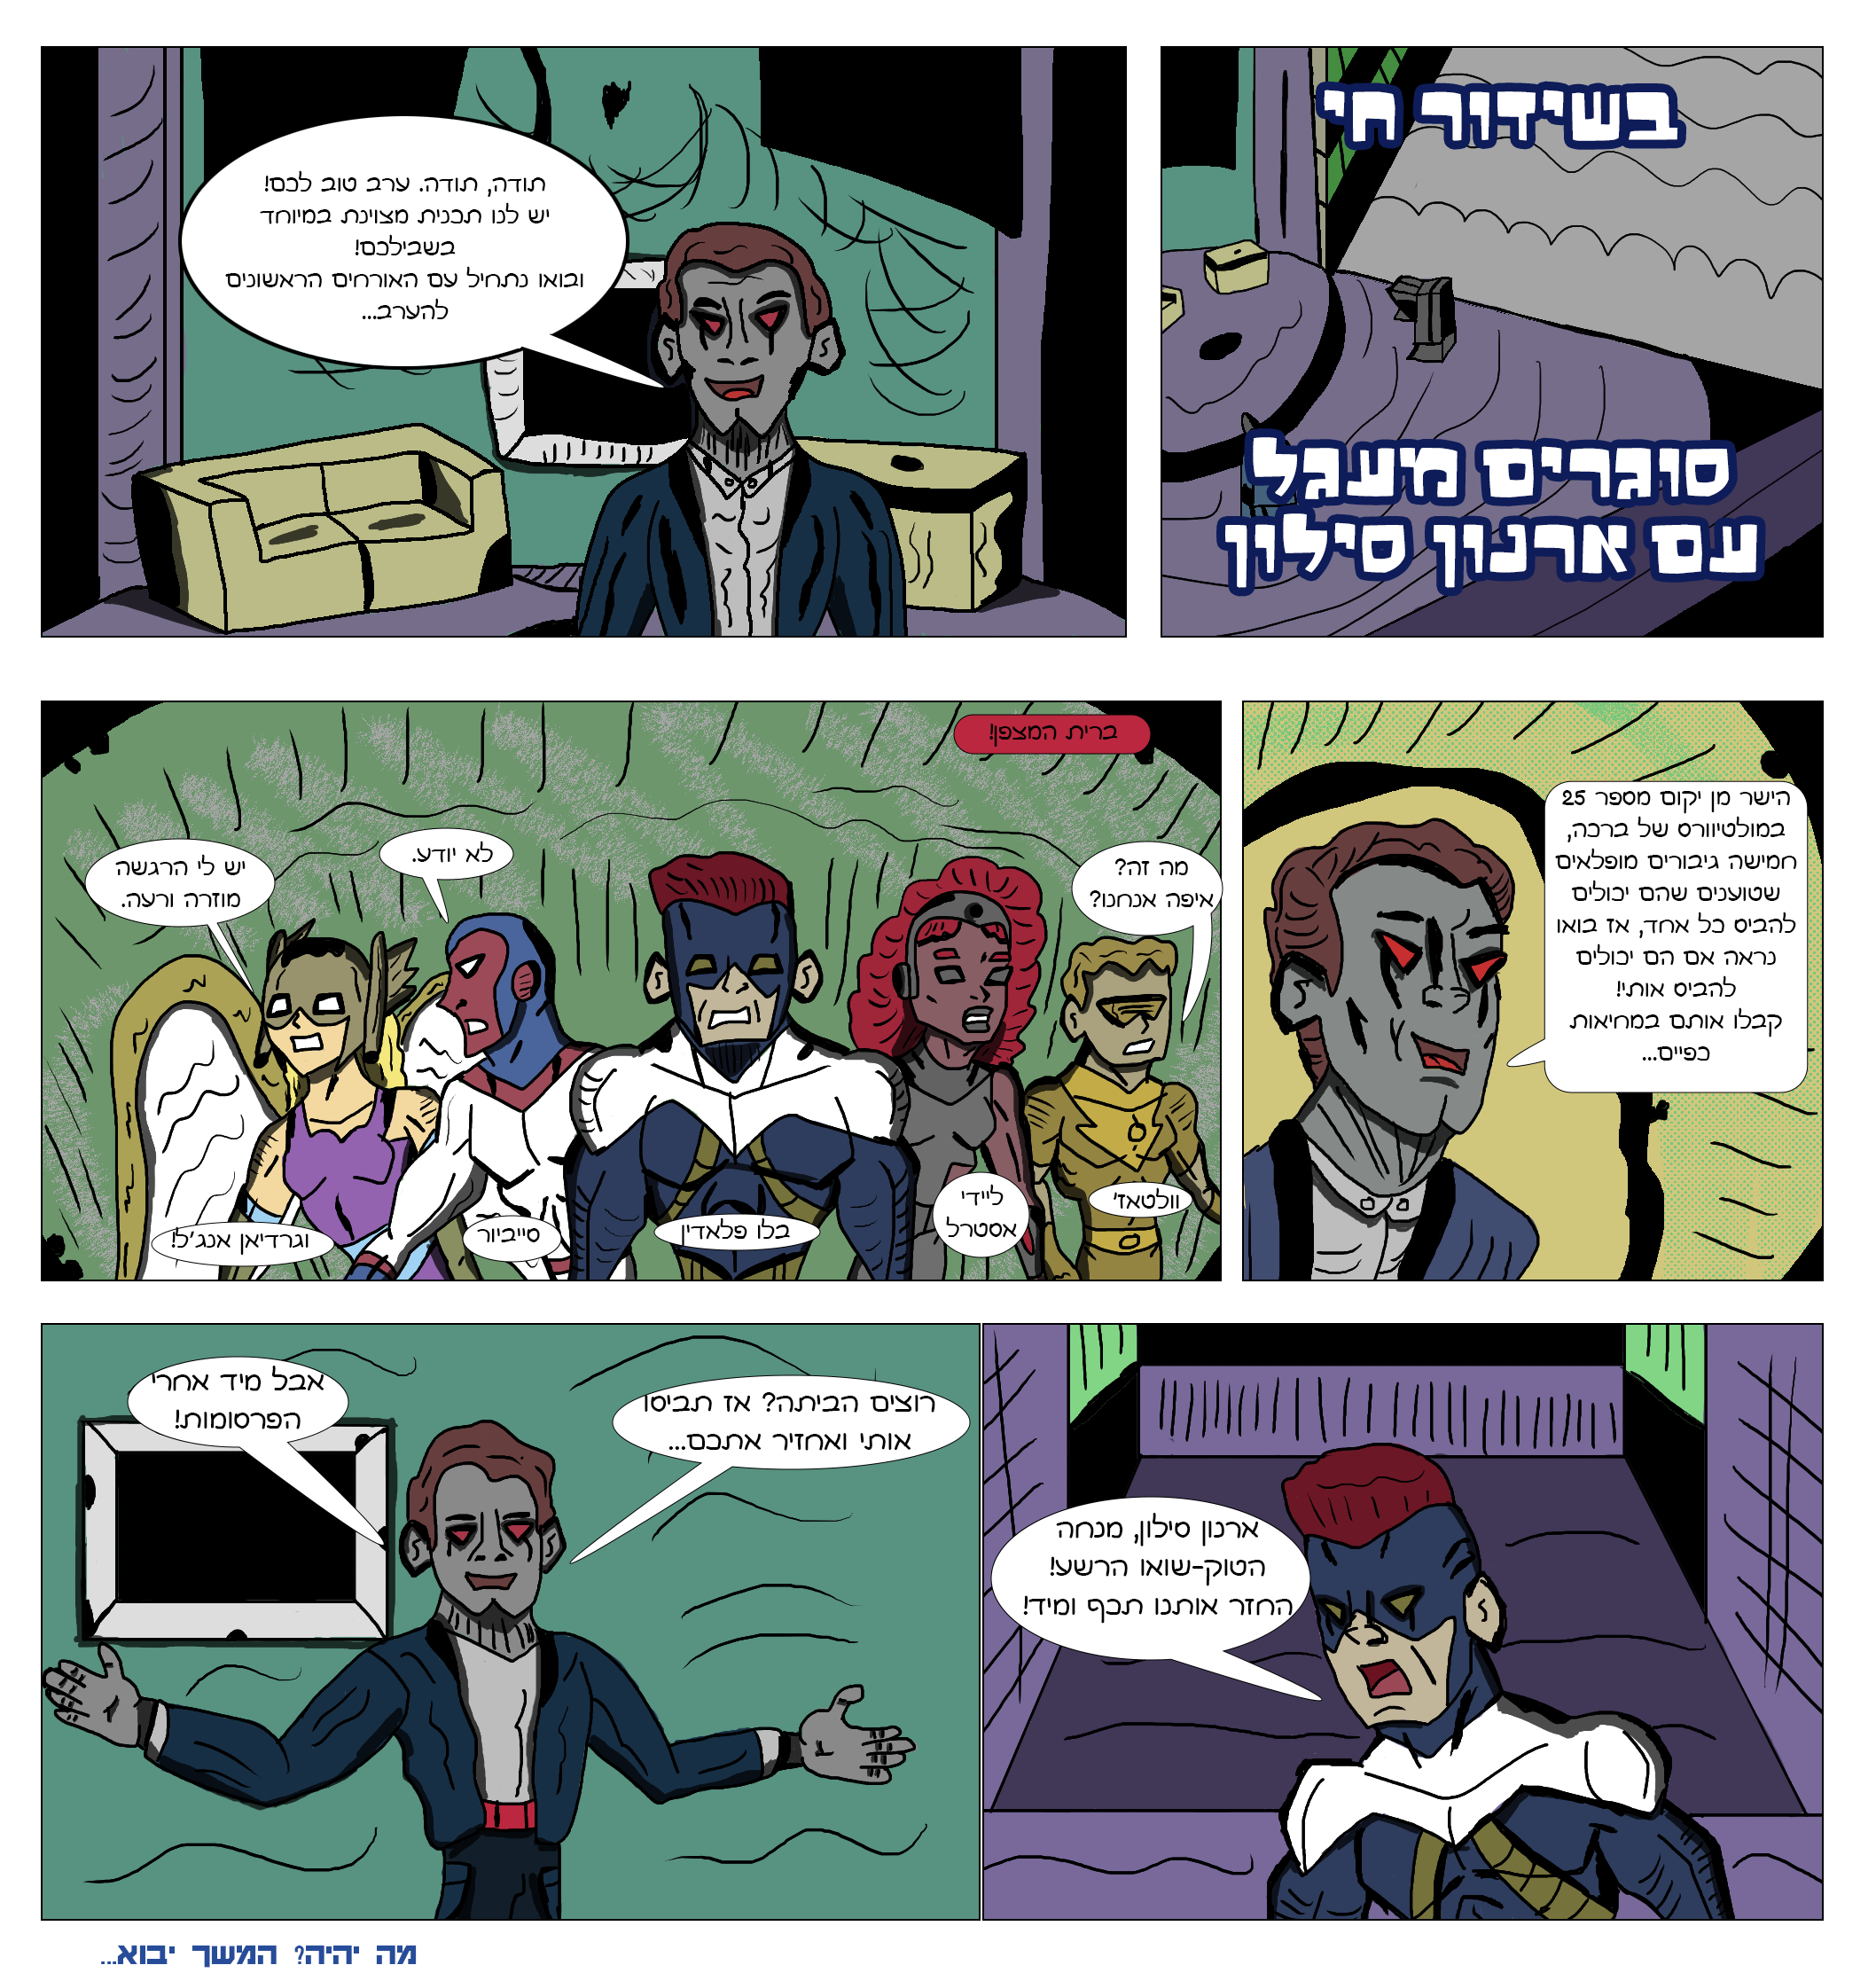 בשידור חי
סוגרים מעגל
עם ארנון סילון
תודה, תודה. ערב טוב לכם!
יש לנו תכנית מצוינת במיוחד
בשבילכם!
ובואו נתחיל עם האורחים הראשונים
להערב...
הישר מן יקום מספר 25
במולטיוורס של ברכה,
חמישה גיבורים מופלאים
שטוענים שהם יכולים
להביס כל אחד, אז בואו
נראה אם הם יכולים
להביס אותי!
קבלו אותם במחיאות
כפיים...
ברית המצפן!
מה זה?
איפה אנחנו?
לא יודע.
יש לי הרגשה
מוזרה ורעה.
וולטאז'
ליידי
אסטרל
בלו פלאדין
סייביור
וגרדיאן אנג'ל!
ארנון סילון, מנחה
הטוק-שואו הרשע!
החזר אותנו תכף ומיד!
רוצים הביתה? אז תביסו
אותי ואחזיר אתכם...
אבל מיד אחרי
הפרסומות!
מה יהיה? המשך יבוא...